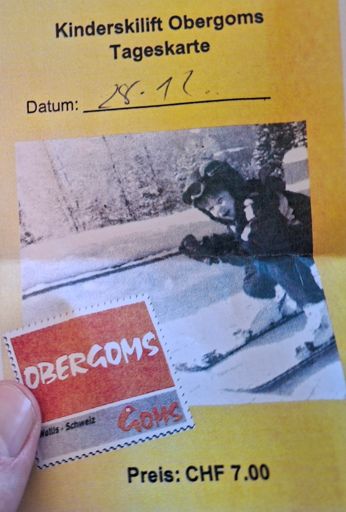 Kinderskilift Obergoms
Tageskarte
Datum: 28.12.
OBERGOMS
Wallis - Schweiz
GOMS
Preis: CHF 7.00